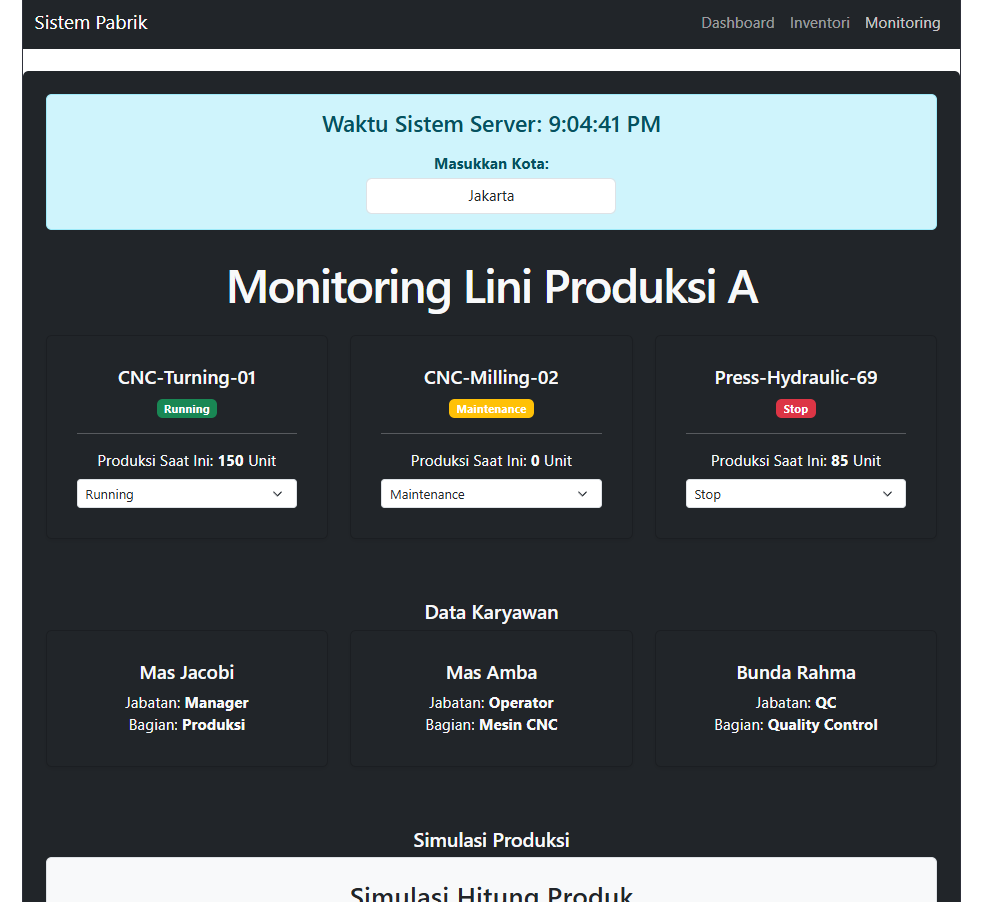 Sistem Pabrik
Dashboard Inventori Monitoring
Waktu Sistem Server: 9:04:41 PM
Masukkan Kota:
Jakarta
Monitoring Lini Produksi A
CNC-Turning-01
Running
Produksi Saat Ini: 150 Unit
Running
CNC-Milling-02
Maintenance
Produksi Saat Ini: 0 Unit
Maintenance
Press-Hydraulic-69
Stop
Produksi Saat Ini: 85 Unit
Stop
Data Karyawan
Mas Jacobi
Jabatan: Manager
Bagian: Produksi
Mas Amba
Jabatan: Operator
Bagian: Mesin CNC
Bunda Rahma
Jabatan: QC
Bagian: Quality Control
Simulasi Produksi
Simulasi Hitung Produk